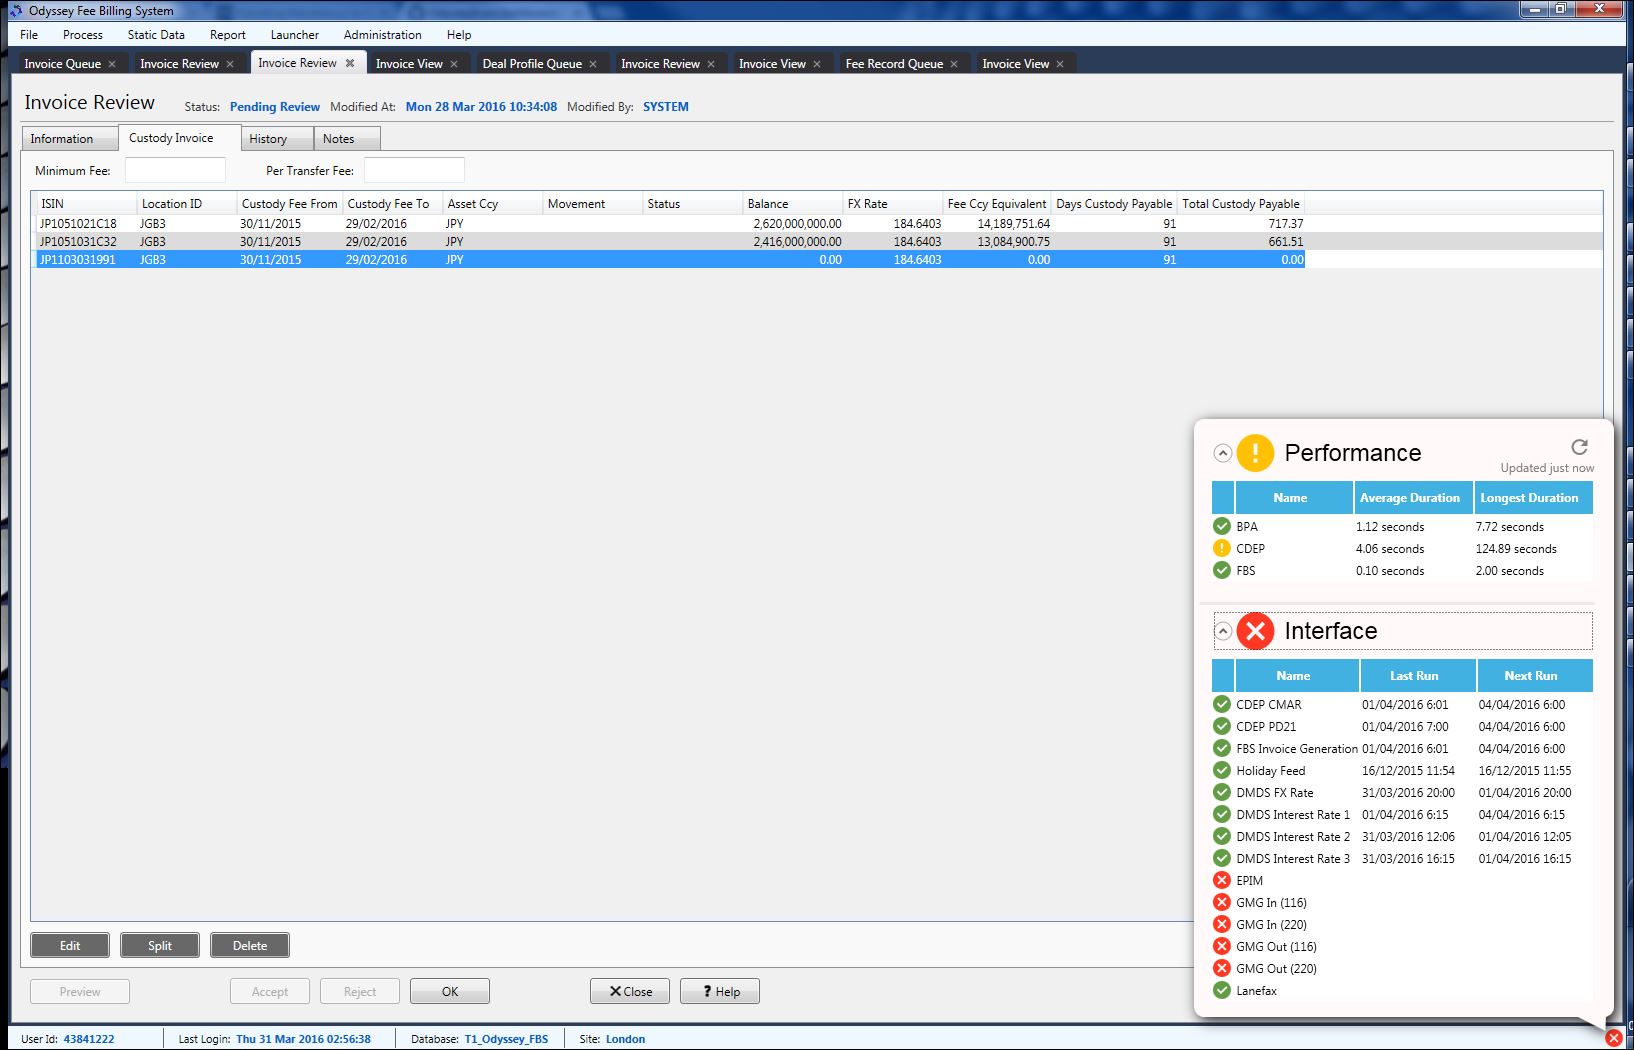 Odyssey Fee Billing System
File Process Static Data Report Launcher Administration Help
Invoice Queue Invoice Review Invoice Review Invoice View Deal Profile Queue Invoice Review Invoice View Fee Record Queue Invoice View
Invoice Review Status: Pending Review Modified At: Mon 28 Mar 2016 10:34:08 Modified By: SYSTEM
Information Custody Invoice History Notes
Minimum Fee: Per Transfer Fee:
ISIN Location ID Custody Fee From Custody Fee To Asset Ccy Movement Status Balance FX Rate Fee Ccy Equivalent Days Custody Payable Total Custody Payable
JP1051021C18 JGB3 30/11/2015 29/02/2016 JPY 2,620,000,000.00 184.6403 14,189,751.64 91 717.37
JP1051031C32 JGB3 30/11/2015 29/02/2016 JPY 2,416,000,000.00 184.6403 13,084,900.75 91 661.51
JP1103031991 JGB3 30/11/2015 29/02/2016 JPY 0.00 184.6403 0.00 91 0.00
Performance
Updated just now
Name Average Duration Longest Duration
BPA 1.12 seconds 7.72 seconds
CDEP 4.06 seconds 124.89 seconds
FBS 0.10 seconds 2.00 seconds
Interface
Name Last Run Next Run
CDEP CMAR 01/04/2016 6:01 04/04/2016 6:00
CDEP PD21 01/04/2016 7:00 04/04/2016 6:00
FBS Invoice Generation 01/04/2016 6:01 04/04/2016 6:00
Holiday Feed 16/12/2015 11:54 16/12/2015 11:55
DMDS FX Rate 31/03/2016 20:00 01/04/2016 20:00
DMDS Interest Rate 1 01/04/2016 6:15 04/04/2016 6:15
DMDS Interest Rate 2 31/03/2016 12:06 01/04/2016 12:05
DMDS Interest Rate 3 31/03/2016 16:15 01/04/2016 16:15
EPIM
GMG In (116)
GMG In (220)
GMG Out (116)
GMG Out (220)
Lanefax
Edit Split Delete
Preview Accept Reject OK Close ? Help
User Id: 43841222 Last Login: Thu 31 Mar 2016 02:56:38 Database: T1_Odyssey_FBS Site: London